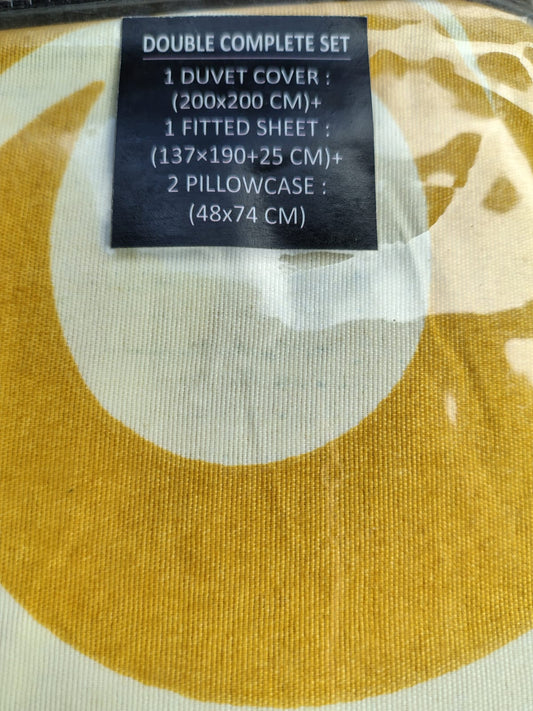 DOUBLE COMPLETE SET
1 DUVET COVER :
(200x200 CM)+
1 FITTED SHEET :
(137×190+25 CM)+
2 PILLOWCASE :
(48x74 CM)